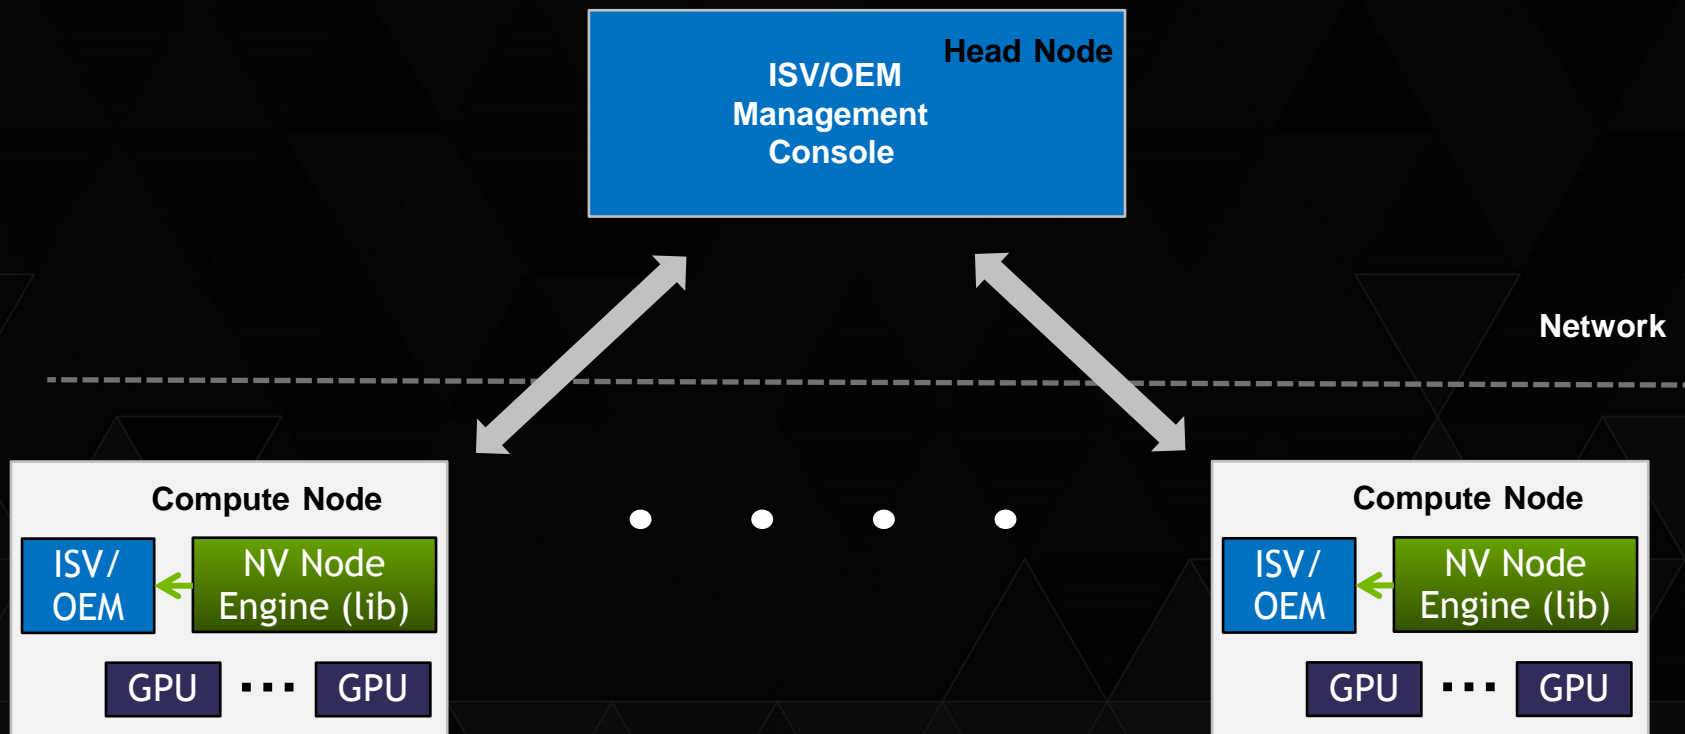 Head Node
ISV/OEM
Management
Console
Network
Compute Node
ISV/
OEM
NV Node
Engine (lib)
GPU ... GPU
Compute Node
ISV/
OEM
NV Node
Engine (lib)
GPU ... GPU